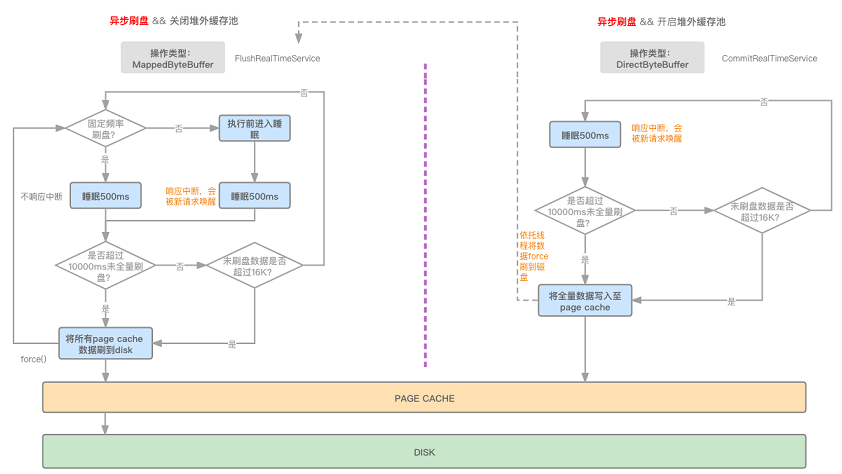 异步刷盘 && 关闭堆外缓存池
操作类型：
MappedByteBuffer
FlushRealTimeService
否
固定频率
刷盘？
否
执行前进入睡
眠
是
不响应中断
睡眠500ms
响应中断，会
被新请求唤醒
睡眠500ms
是否超过
10000ms未全量刷
盘？
否
未刷盘数据是否
超过16K？
是
将所有page cache
数据刷到disk
是
force()
异步刷盘 && 开启堆外缓存池
操作类型：
DirectByteBuffer
CommitRealTimeService
否
睡眠500ms
响应中断，会
被新请求唤醒
是否超过
10000ms未全量刷
盘？
否
未刷盘数据是否
超过16K？
依托线
程将数
据force
刷到磁
盘
是
将全量数据写入至
page cache
是
PAGE CACHE
DISK